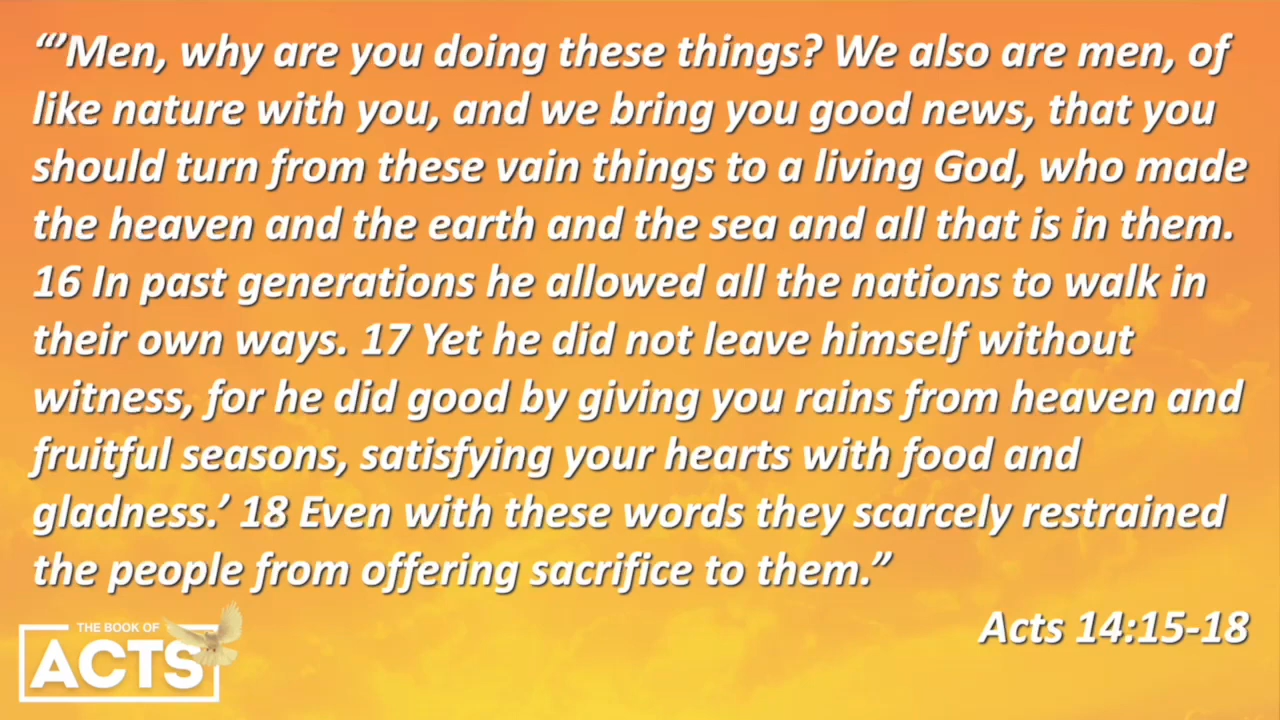 “’Men, why are you doing these things? We also are men, of
like nature with you, and we bring you good news, that you
should turn from these vain things to a living God, who made
the heaven and the earth and the sea and all that is in them.
16 In past generations he allowed all the nations to walk in
their own ways. 17 Yet he did not leave himself without
witness, for he did good by giving you rains from heaven and
fruitful seasons, satisfying your hearts with food and
gladness.’ 18 Even with these words they scarcely restrained
the people from offering sacrifice to them.”
Acts 14:15-18
THE BOOK OF
ACTS